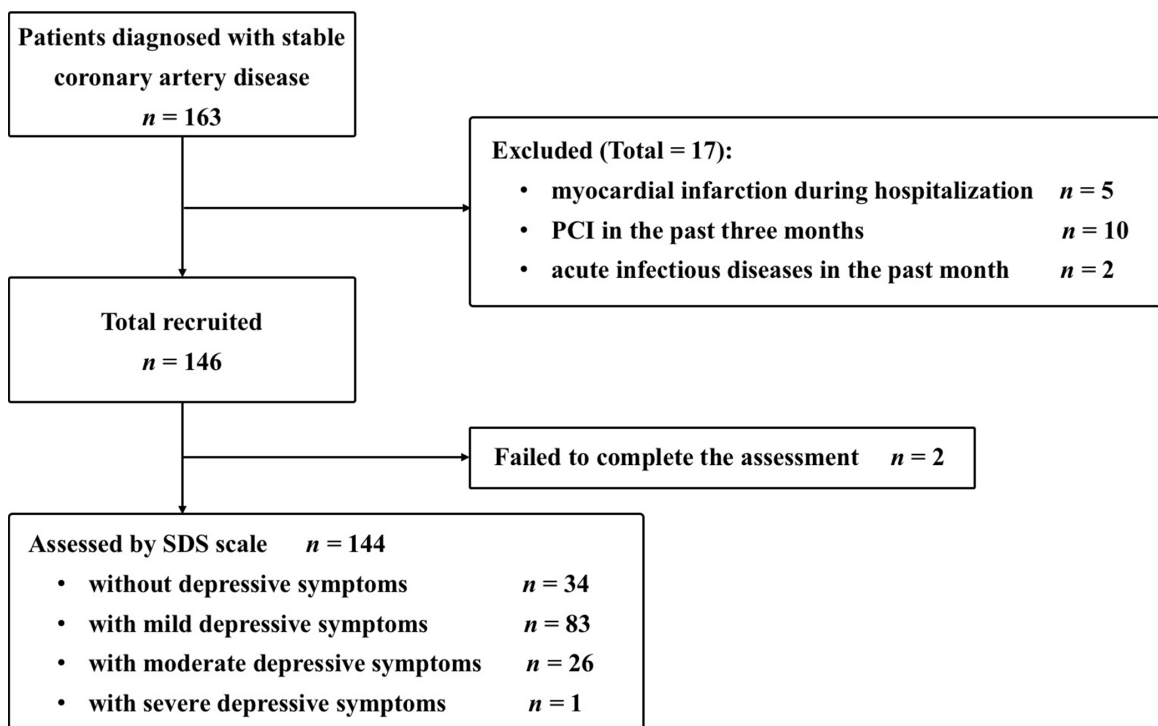 Patients diagnosed with stable
coronary artery disease
n = 163
Excluded (Total = 17):
• myocardial infarction during hospitalization n = 5
• PCI in the past three months n = 10
• acute infectious diseases in the past month n = 2
Total recruited
n = 146
Failed to complete the assessment n = 2
Assessed by SDS scale n = 144
• without depressive symptoms n = 34
• with mild depressive symptoms n = 83
• with moderate depressive symptoms n = 26
• with severe depressive symptoms n = 1